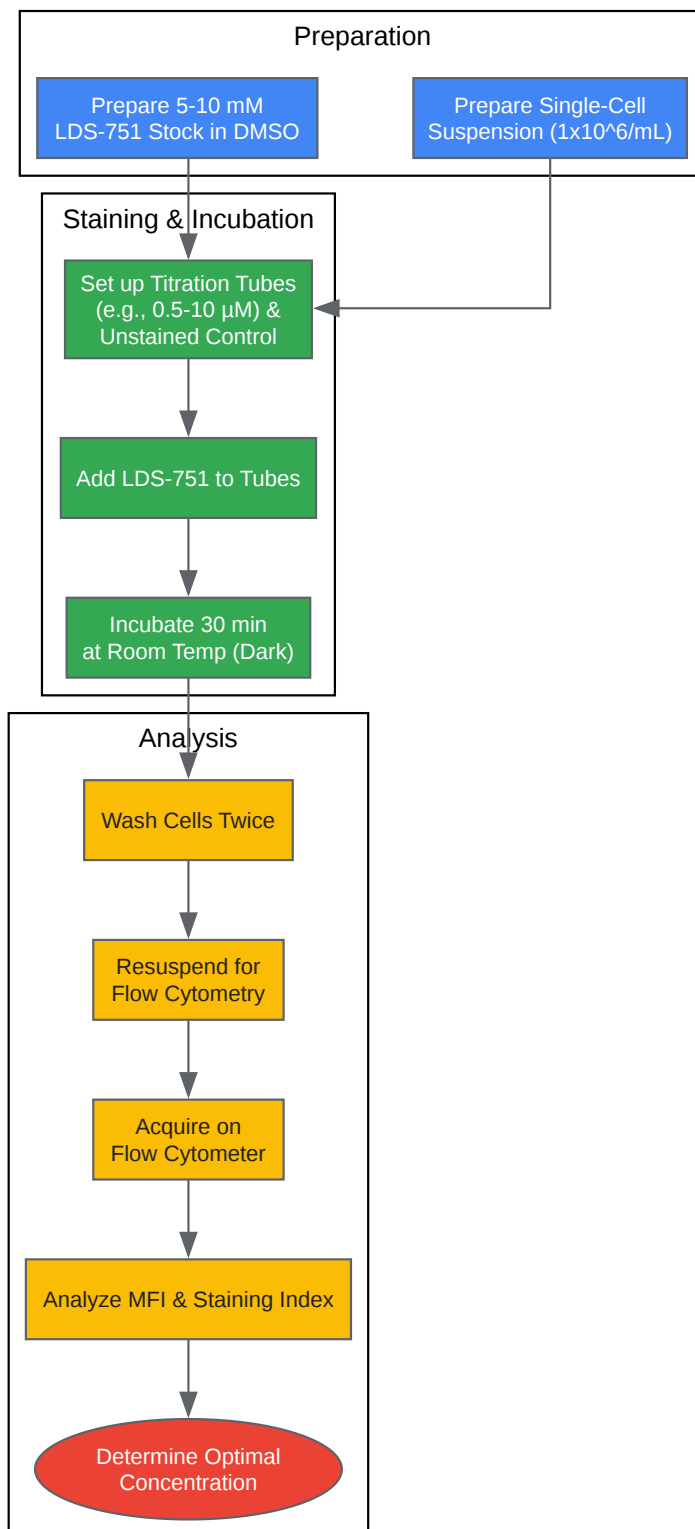 Preparation
Prepare 5-10 mM
LDS-751 Stock in DMSO
Prepare Single-Cell
Suspension (1x10^6/mL)
Staining & Incubation
Set up Titration Tubes
(e.g., 0.5-10 µM) &
Unstained Control
Add LDS-751 to Tubes
Incubate 30 min
at Room Temp (Dark)
Analysis
Wash Cells Twice
Resuspend for
Flow Cytometry
Acquire on
Flow Cytometer
Analyze MFI & Staining Index
Determine Optimal
Concentration